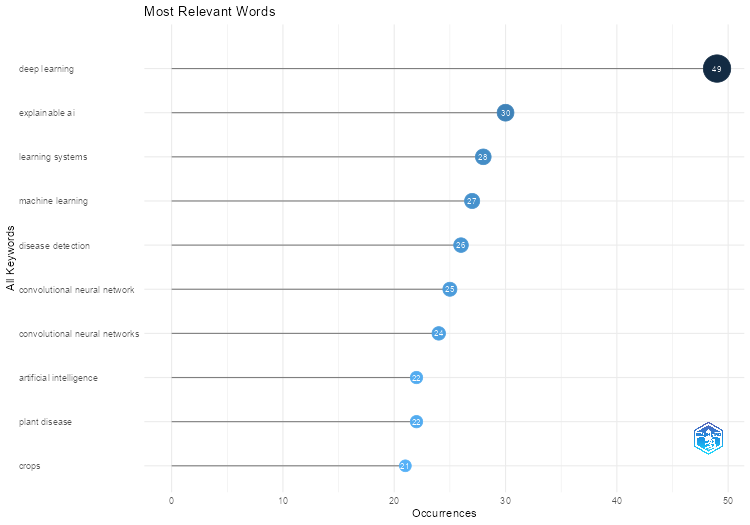 Most Relevant Words
All Keywords
deep learning 49
explainable ai 30
learning systems 28
machine learning 27
disease detection 26
convolutional neural network 25
convolutional neural networks 24
artificial intelligence 22
plant disease 22
crops 21
0 10 20 30 40 50
Occurrences